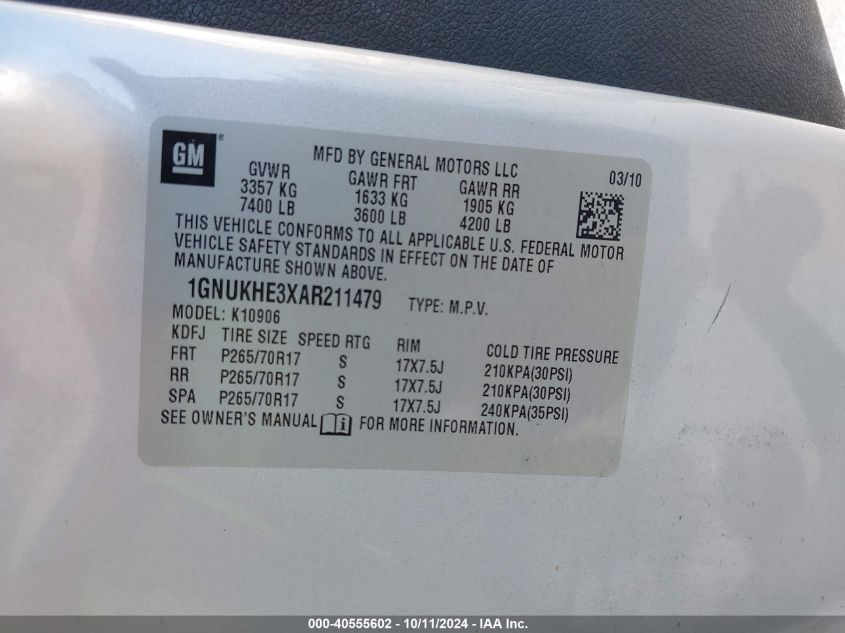 GM
MFD BY GENERAL MOTORS LLC 03/10
GVWR GAWR FRT GAWR RR
3357 KG 1633 KG 1905 KG
7400 LB 3600 LB 4200 LB
THIS VEHICLE CONFORMS TO ALL APPLICABLE U.S. FEDERAL MOTOR
VEHICLE SAFETY STANDARDS IN EFFECT ON THE DATE OF
MANUFACTURE SHOWN ABOVE.
1GNUKHE3XAR211479 TYPE: M.P.V.
MODEL: K10906
KDFJ TIRE SIZE SPEED RTG RIM COLD TIRE PRESSURE
FRT P265/70R17 S 17X7.5J 210KPA(30PSI)
RR P265/70R17 S 17X7.5J 210KPA(30PSI)
SPA P265/70R17 S 17X7.5J 240KPA(35PSI)
SEE OWNER'S MANUAL i FOR MORE INFORMATION.
000-40555602 - 10/11/2024 - IAA Inc.